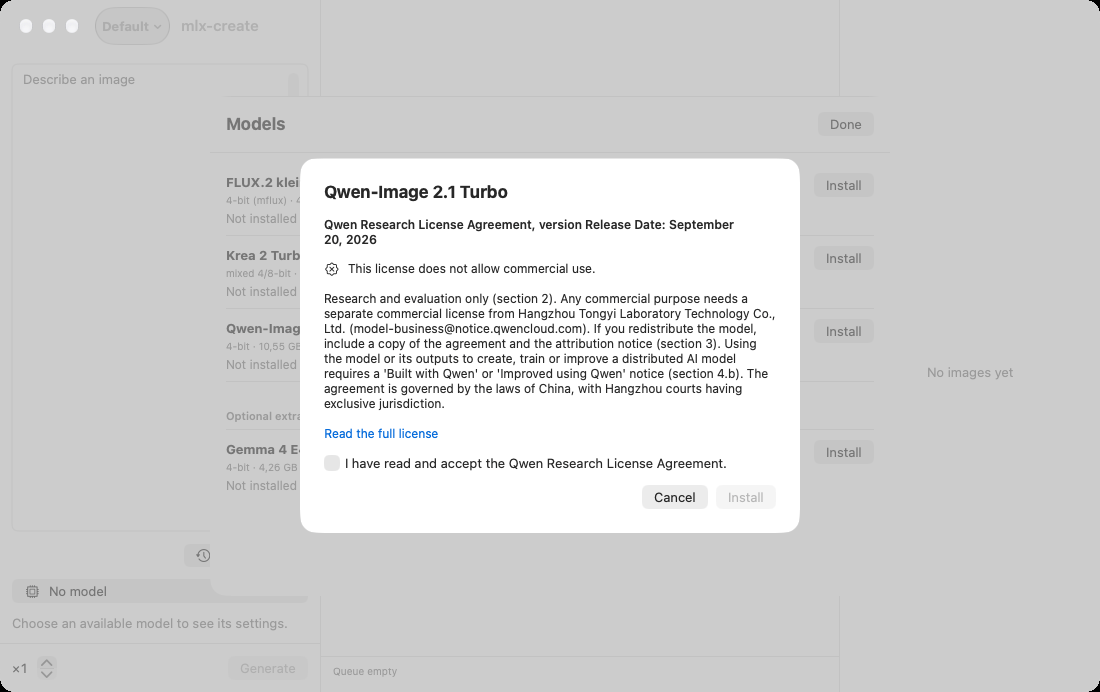 Default
mlx-create
Describe an image
Models
Done
FLUX.2 klei
4-bit (mflux) · 4
Not installed
Install
Krea 2 Turb
mixed 4/8-bit ·
Not installed
Install
Qwen-Imag
4-bit · 10,55 GB
Not installed
Install
Optional extra
Gemma 4 E
4-bit · 4,26 GB
Not installed
Install
Qwen-Image 2.1 Turbo
Qwen Research License Agreement, version Release Date: September
20, 2026
This license does not allow commercial use.
Research and evaluation only (section 2). Any commercial purpose needs a
separate commercial license from Hangzhou Tongyi Laboratory Technology Co.,
Ltd. (model-business@notice.qwencloud.com). If you redistribute the model,
include a copy of the agreement and the attribution notice (section 3). Using
the model or its outputs to create, train or improve a distributed AI model
requires a 'Built with Qwen' or 'Improved using Qwen' notice (section 4.b). The
agreement is governed by the laws of China, with Hangzhou courts having
exclusive jurisdiction.
Read the full license
I have read and accept the Qwen Research License Agreement.
Cancel
Install
No images yet
No model
Choose an available model to see its settings.
×1
Generate
Queue empty